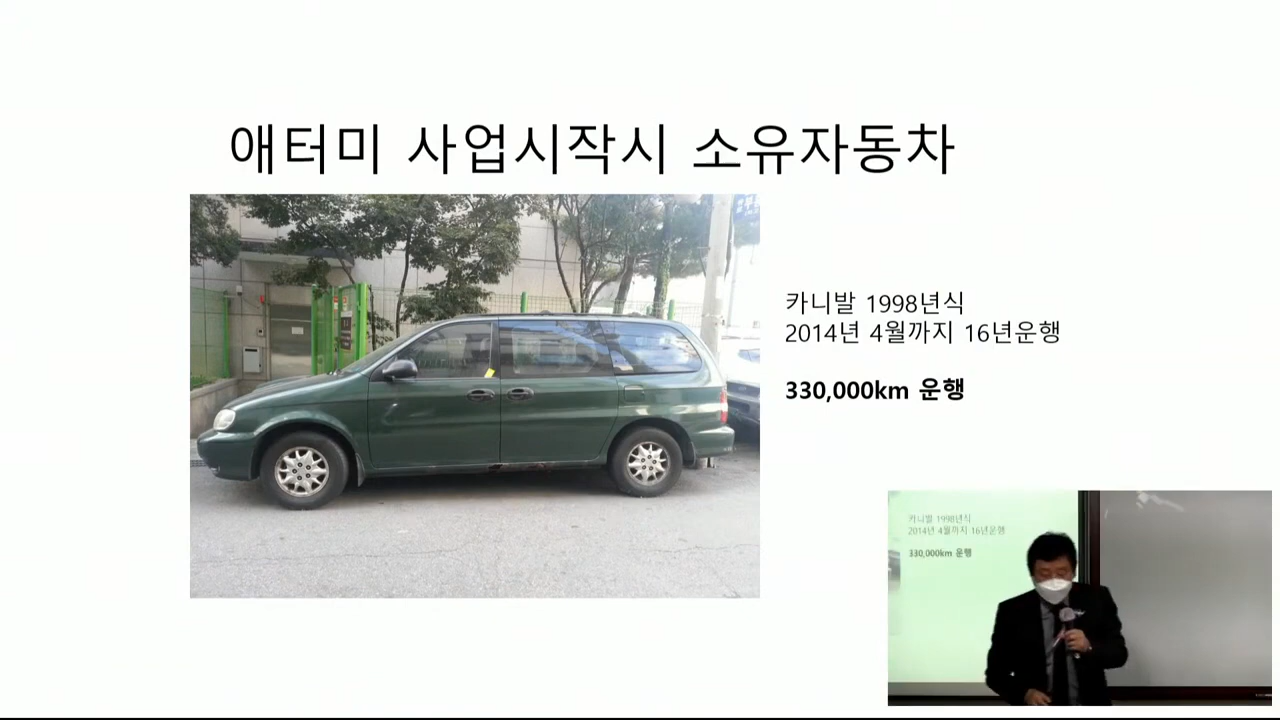 애터미 사업시작시 소유자동차
카니발 1998년식
2014년 4월까지 16년운행
330,000km 운행
카니발 1998년식
2014년 4월까지 16년운행
330,000km 운행